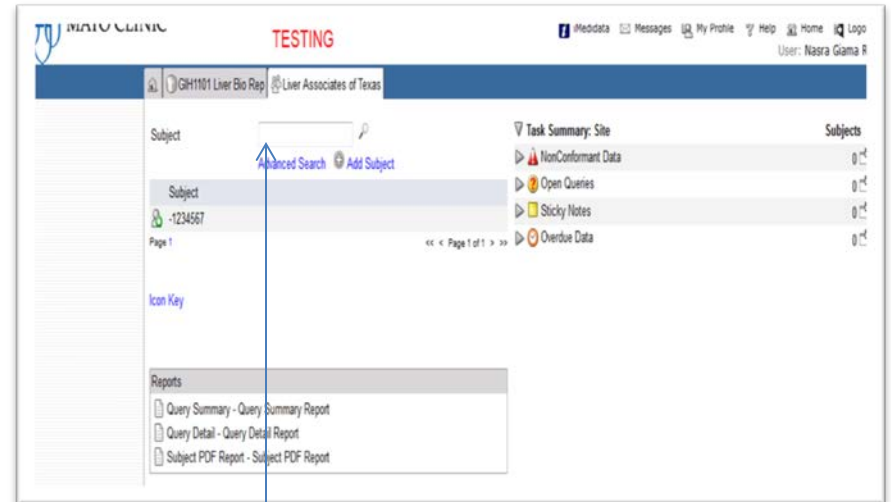 MAYO CLINIC
TESTING
iMedidata Messages My Profile Help Home Logo
User: Nasra Giama R
GIH1101 Liver Bio Rep Liver Associates of Texas
Subject
Advanced Search Add Subject
Subject
-1234567
Page 1 << < Page 1 of 1 > >>
Icon Key
Reports
Query Summary - Query Summary Report
Query Detail - Query Detail Report
Subject PDF Report - Subject PDF Report
Task Summary: Site Subjects
NonConformant Data 0
Open Queries 0
Sticky Notes 0
Overdue Data 0